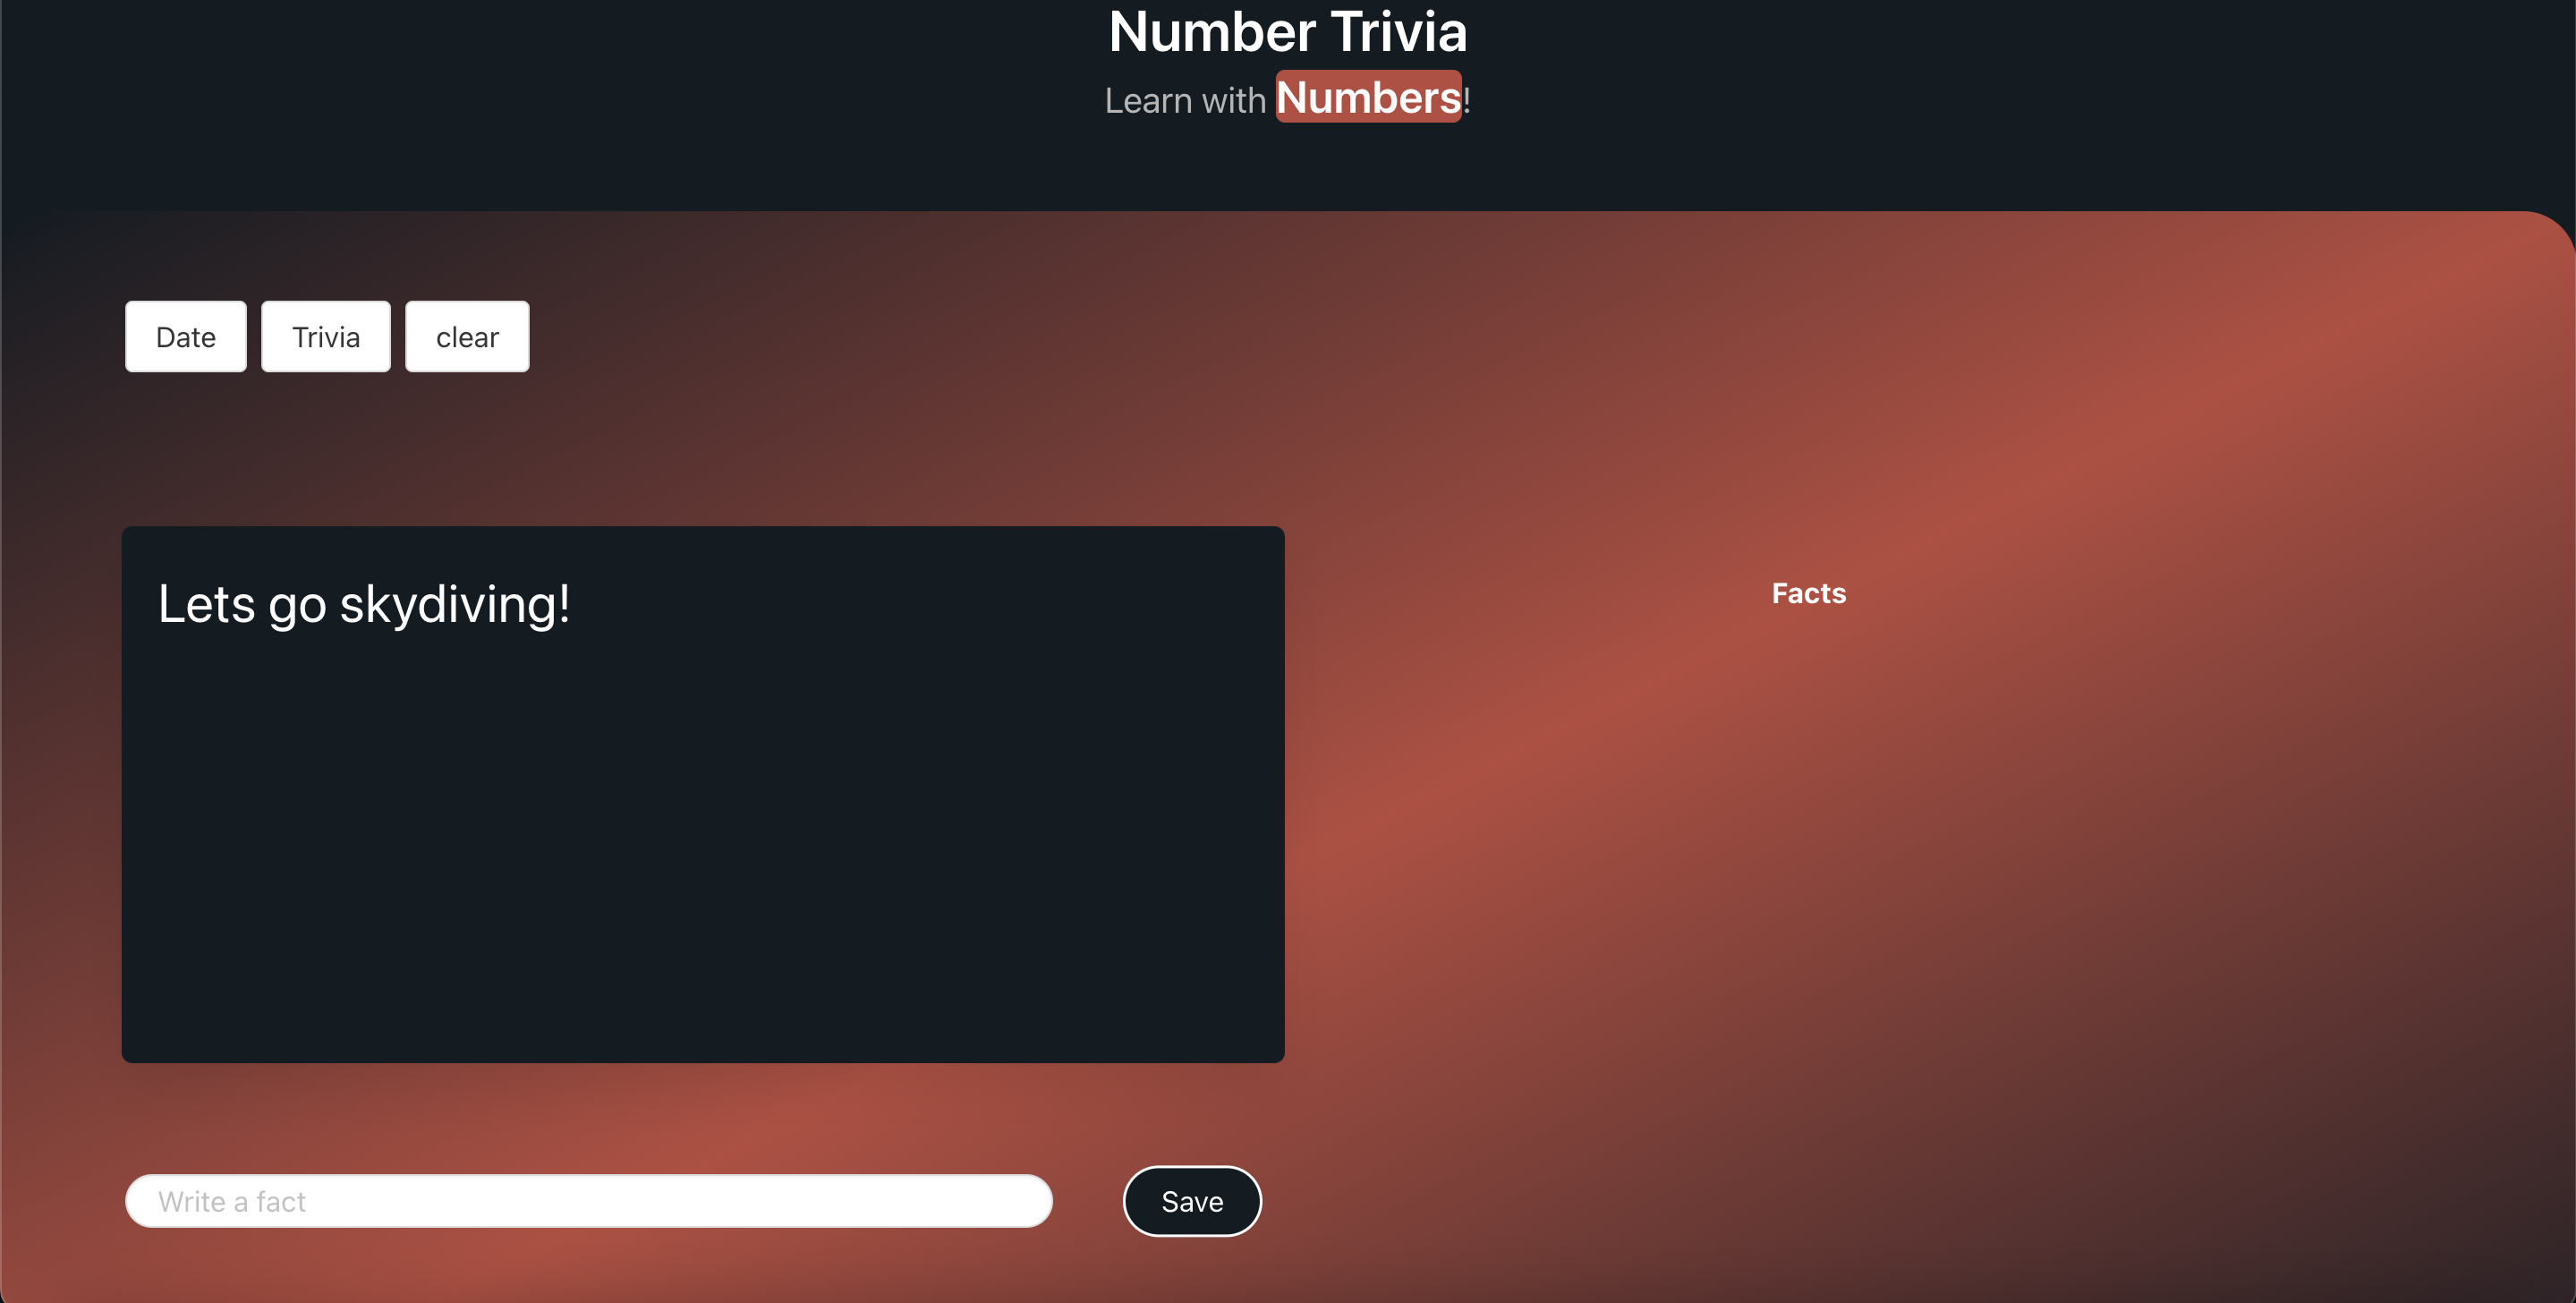 Number Trivia
Learn with Numbers!
Date Trivia clear
Lets go skydiving!
Facts
Write a fact
Save